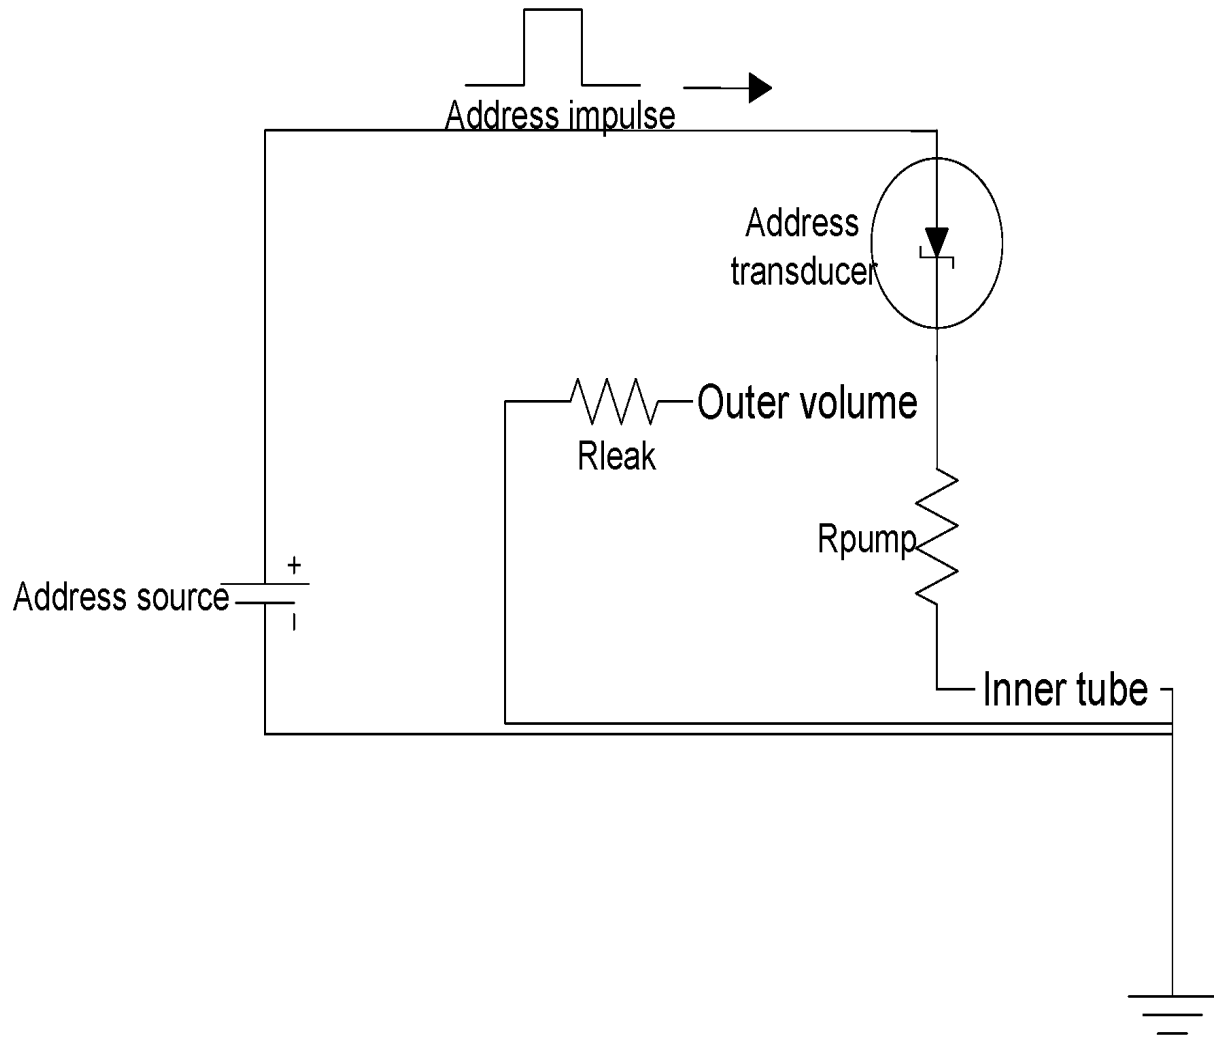 Address impulse
Address
transducer
Outer volume
Rleak
Rpump
+
Address source
Inner tube